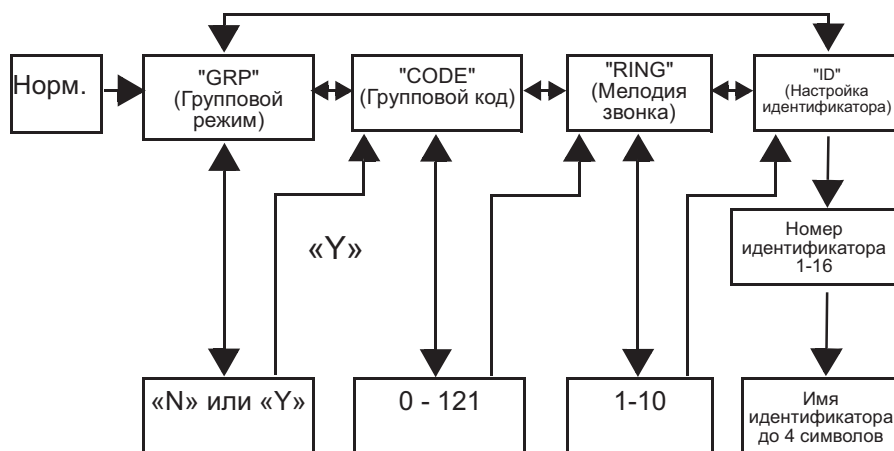 Норм.
"GRP"
(Групповой
режим)
"CODE"
(Групповой код)
"RING"
(Мелодия
звонка)
"ID"
(Настройка
идентификатора)
«Y»
Номер
идентификатора
1-16
«N» или «Y»
0 - 121
1-10
Имя
идентификатора
до 4 символов